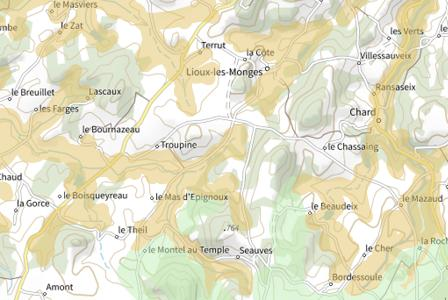 le Masviers
le Zat
les Verts
Terrut
la Côte
Villessauveix
Lioux-les-Monges
Ransaseix
le Breuillet
Lascaux
les Farges
Chard
le Bournazeau
Troupine
le Chassaing
Chaud
le Boisqueyreau
le Mas d'Epignoux
le Mazaud
la Gorce
le Beaudeix
764
le Theil
le Montel au Temple
Seauves
le Cher
la Roch
Bordessoule
Amont